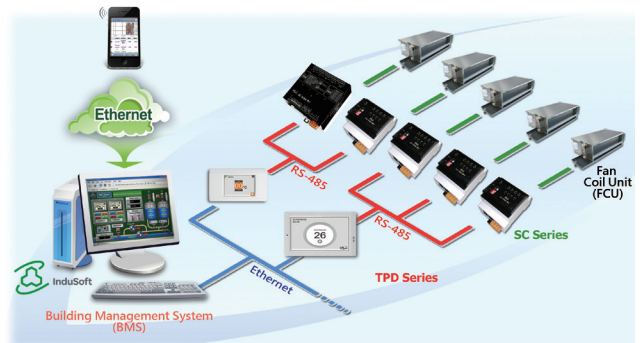 Ethernet
RS-485
Fan
Coil Unit
(FCU)
26
RS-485
SC Series
InduSoft
Ethernet
TPD Series
Building Management System
(BMS)